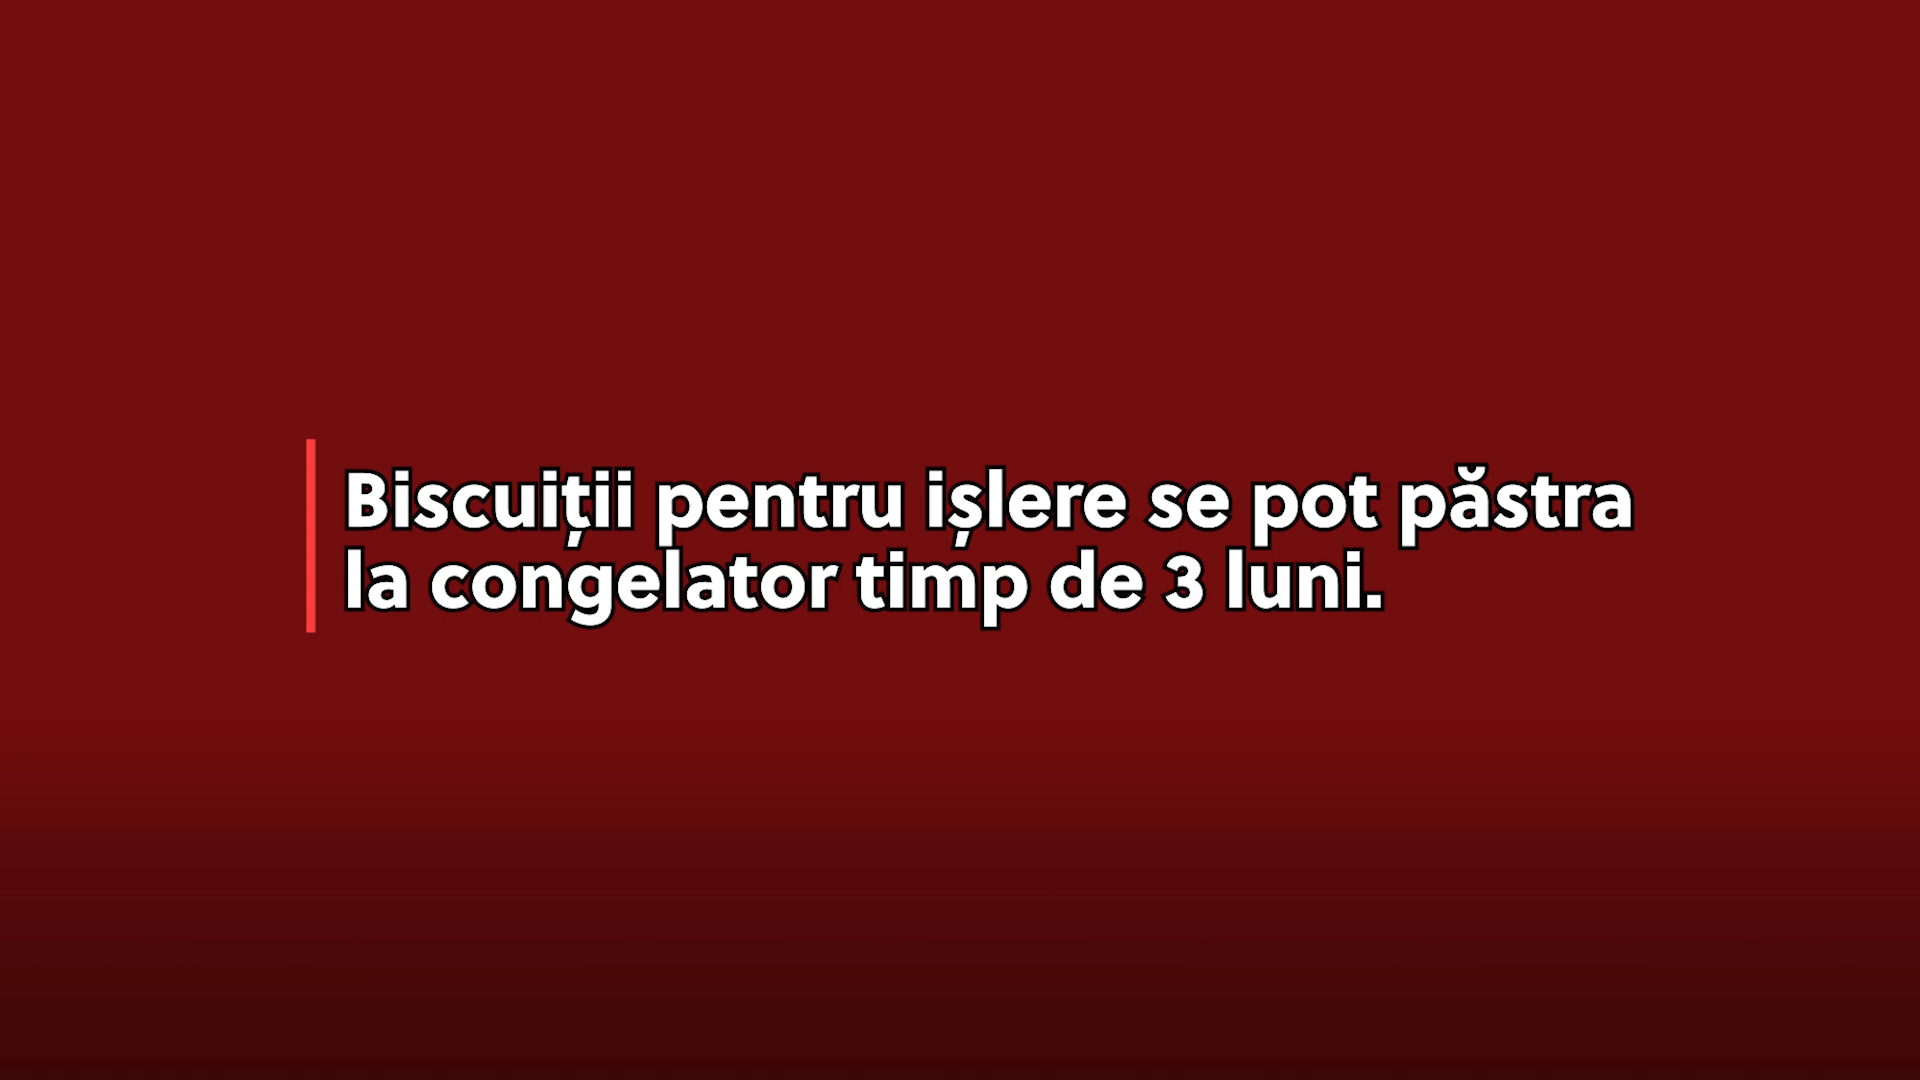 Biscuiții pentru ișlere se pot păstra
la congelator timp de 3 luni.